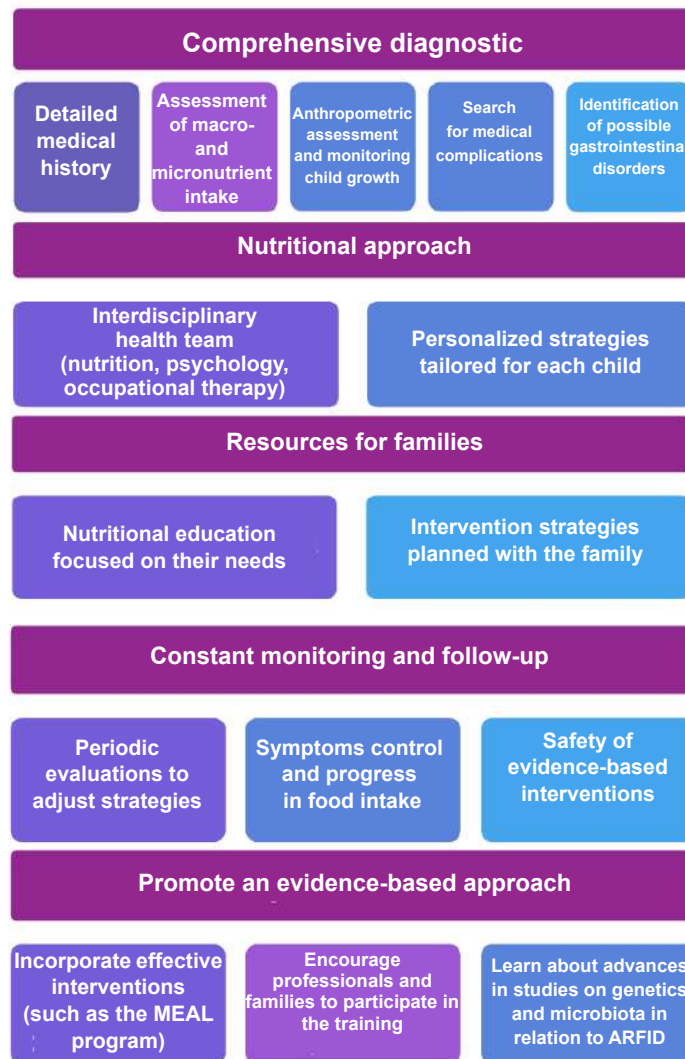 Comprehensive diagnostic
Detailed
medical
history
Assessment
of macro-
and
micronutrient
intake
Anthropometric
assessment
and monitoring
child growth
Search
for medical
complications
Identification
of possible
gastrointestina
disorders
Nutritional approach
Interdisciplinary
health team
(nutrition, psychology,
occupational therapy)
Personalized strategies
tailored for each child
Resources for families
Nutritional education
focused on their needs
Intervention strategies
planned with the family
Constant monitoring and follow-up
Periodic
evaluations to
adjust strategies
Symptoms control
and progress
in food intake
Safety of
evidence-based
interventions
Promote an evidence-based approach
Incorporate effective
interventions
(such as the MEAL
program)
Encourage
professionals and
families to participate in
the training
Learn about advances
in studies on genetics
and microbiota in
relation to ARFID